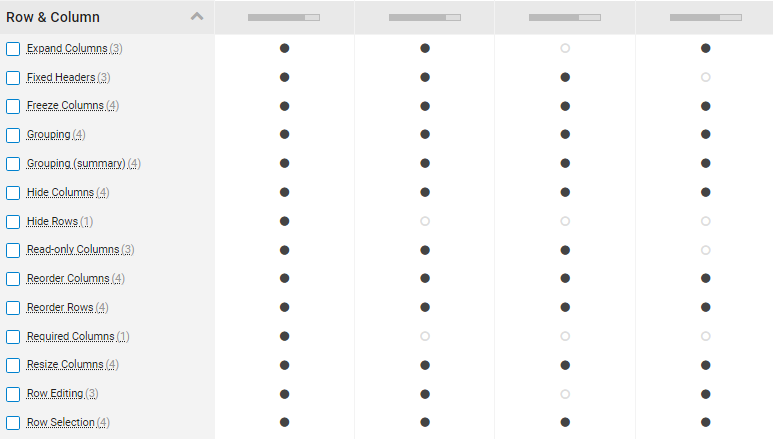 Row & Column
Expand Columns (3)
Fixed Headers (3)
Freeze Columns (4)
Grouping (4)
Grouping (summary) (4)
Hide Columns (4)
Hide Rows (1)
Read-only Columns (3)
Reorder Columns (4)
Reorder Rows (4)
Required Columns (1)
Resize Columns (4)
Row Editing (3)
Row Selection (4)